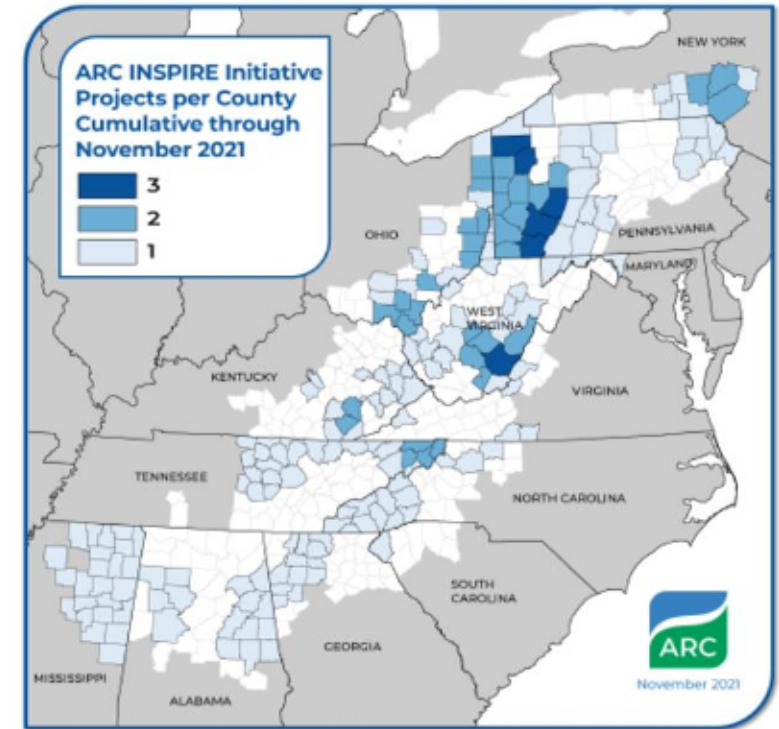 ARC INSPIRE Initiative
Projects per County
Cumulative through
November 2021
3
2
1
NEW YORK
OHIO
PENNSYLVANIA
MARYLAND
WEST
VIRGINIA
KENTUCKY
VIRGINIA
TENNESSEE
NORTH CAROLINA
SOUTH
CAROLINA
GEORGIA
MISSISSIPPI
ALABAMA
ARC
November 2021